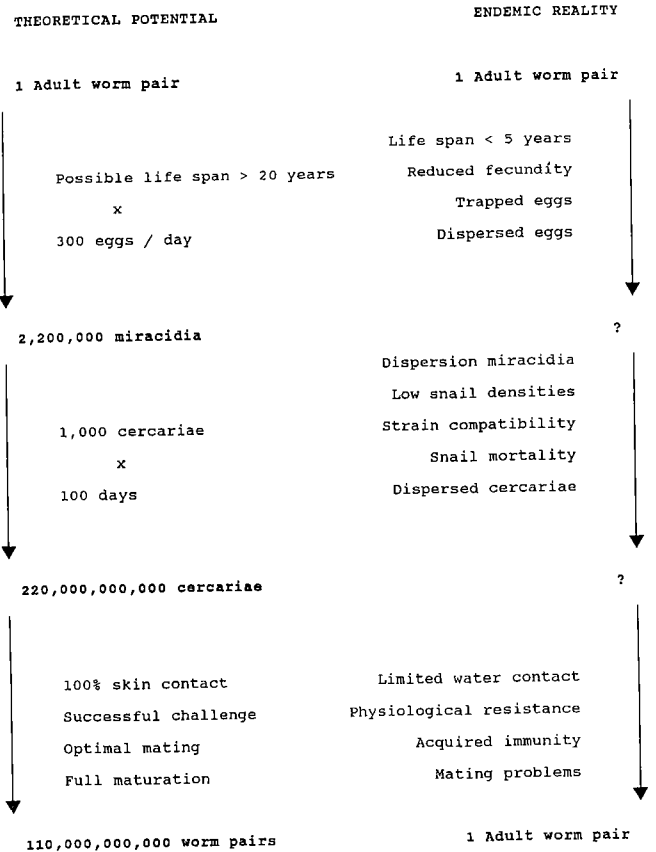 THEORETICAL POTENTIAL
ENDEMIC REALITY
1 Adult worm pair
1 Adult worm pair
Possible life span > 20 years
x
300 eggs / day
Life span < 5 years
Reduced fecundity
Trapped eggs
Dispersed eggs
2,200,000 miracidia
?
1,000 cercariae
x
100 days
Dispersion miracidia
Low snail densities
Strain compatibility
Snail mortality
Dispersed cercariae
220,000,000,000 cercariae
?
100% skin contact
Successful challenge
Optimal mating
Full maturation
Limited water contact
Physiological resistance
Acquired immunity
Mating problems
110,000,000,000 worm pairs
1 Adult worm pair